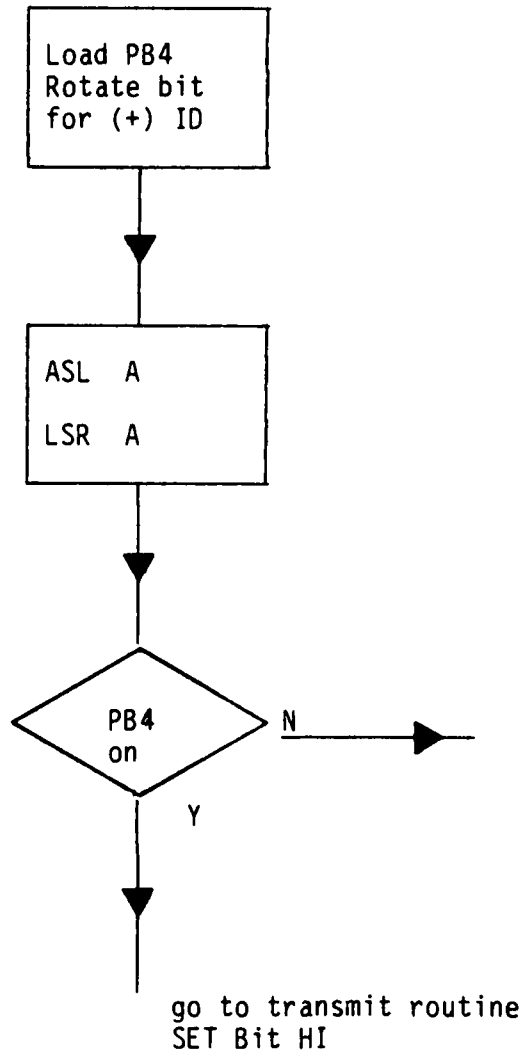 Load PB4
Rotate bit
for (+) ID
ASL A
LSR A
PB4
on
N
Y
go to transmit routine
SET Bit HI